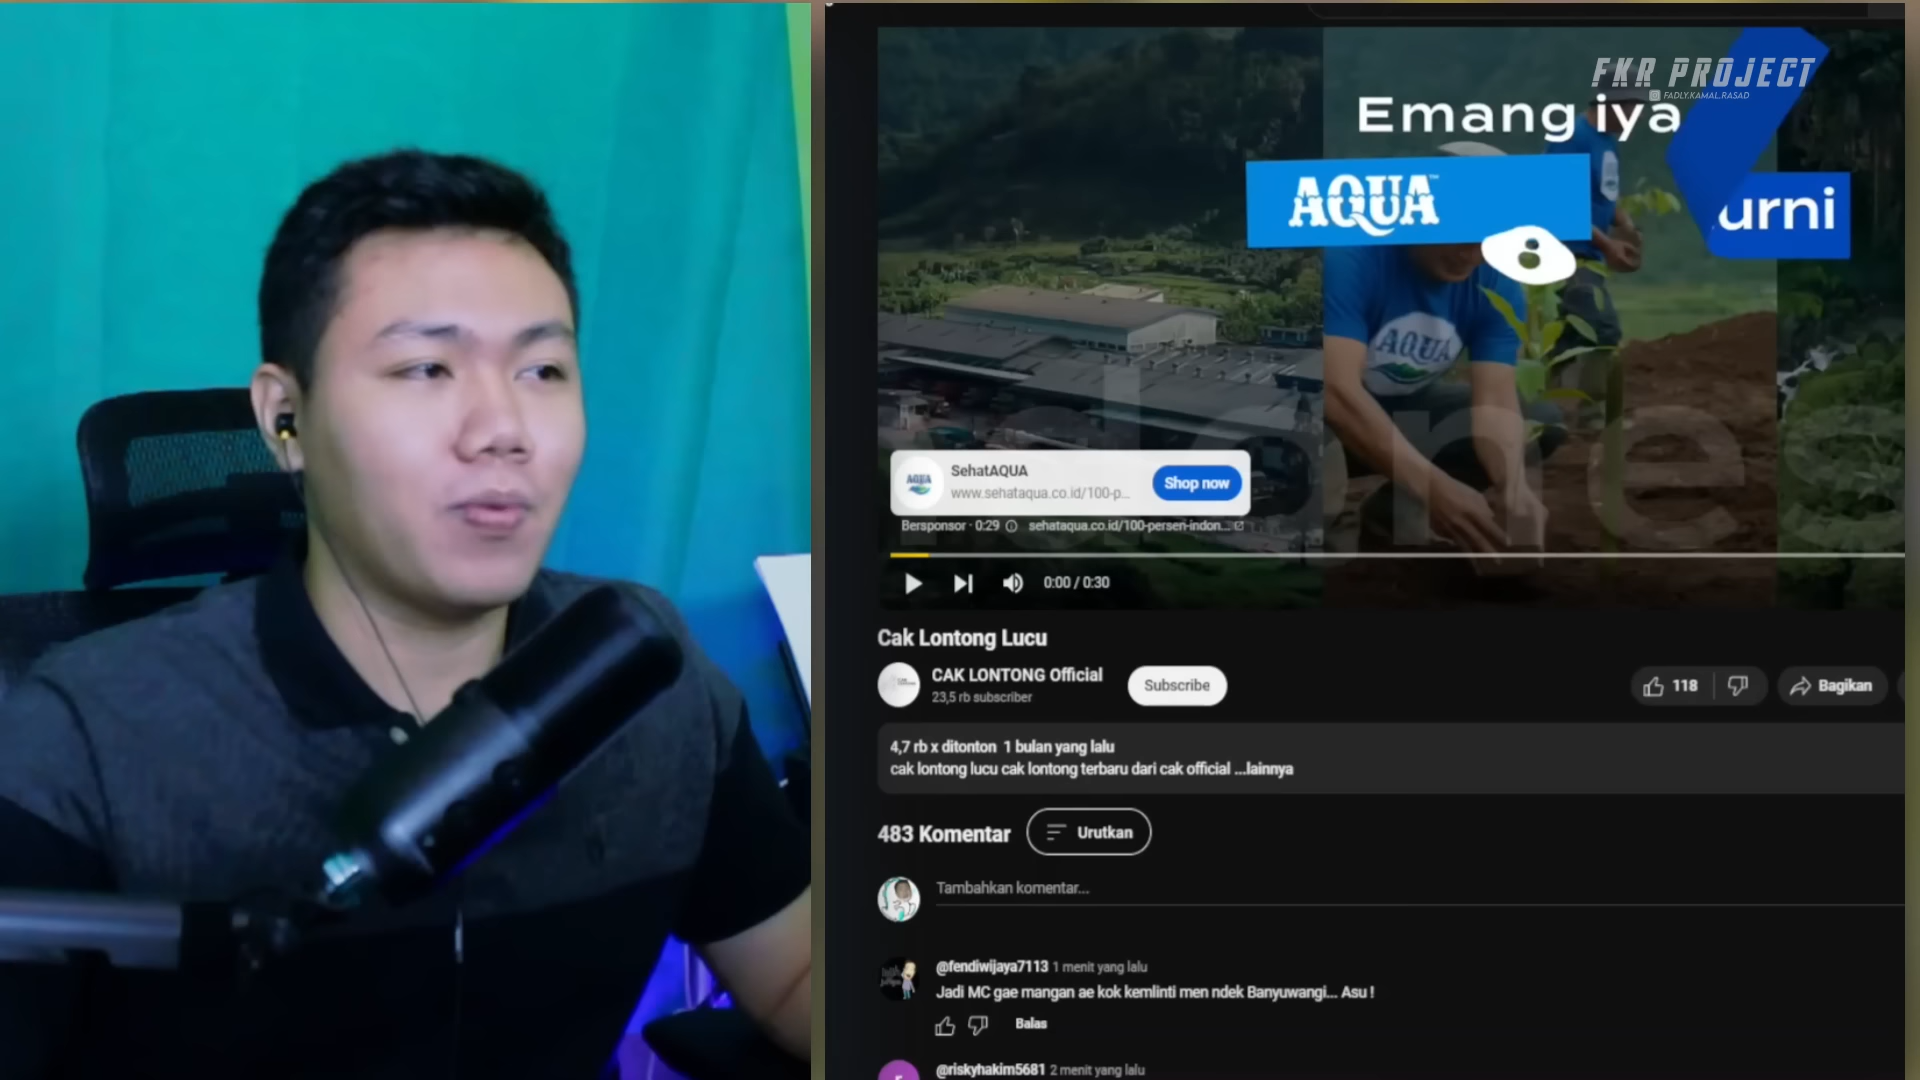 FKR PROJECT
FADLY.KAMAL.RASAD
Emang iya
AQUA™
urni
AQUA
AQUA
SehatAQUA
www.sehataqua.co.id/100-p...
Shop now
Bersponsor · 0:29
sehataqua.co.id/100-persen-indon...
0:00 / 0:30
Cak Lontong Lucu
CAK LONTONG Official
23,5 rb subscriber
Subscribe
118
Bagikan
4,7 rb x ditonton 1 bulan yang lalu
cak lontong lucu cak lontong terbaru dari cak official ...lainnya
483 Komentar
Urutkan
Tambahkan komentar...
@fendiwijaya7113 1 menit yang lalu
Jadi MC gae mangan ae kok kemlinti men ndek Banyuwangi... Asu !
Balas
@riskyhakim5681 2 menit yang lalu